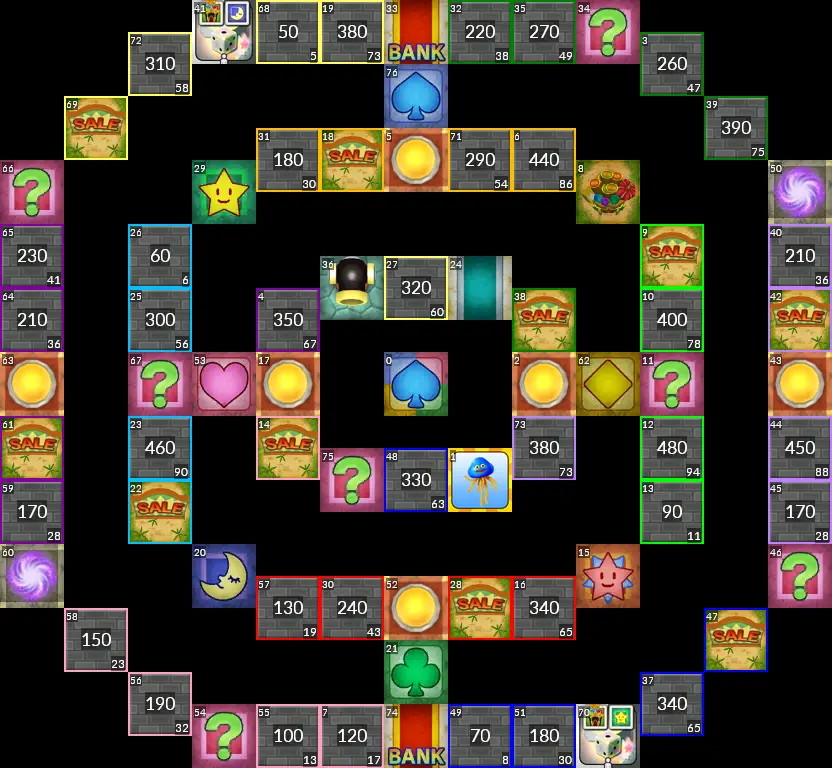 41 68 50 5 19 380 73 33 BANK 32 220 38 35 270 49 34 ?
72 310 58 3 260 47
76
69 SALE 39 390 75
31 180 30 18 SALE 5 71 290 54 6 440 86
66 ? 29 8 50
65 230 41 26 60 6 9 SALE 40 210 36
36 27 320 60 24
64 210 36 25 300 56 4 350 67 38 SALE 10 400 78 42 SALE
63 67 ? 53 17 0 2 62 11 ? 43
61 SALE 23 460 90 14 SALE 73 380 73 12 480 94 44 450 88
75 ? 48 330 63 1
59 170 28 22 SALE 13 90 11 45 170 28
60 20 15 46 ?
57 130 19 30 240 43 52 28 SALE 16 340 65
58 150 23 47 SALE
21
56 190 32 37 340 65
54 ? 55 100 13 7 120 17 74 BANK 49 70 8 51 180 30 70